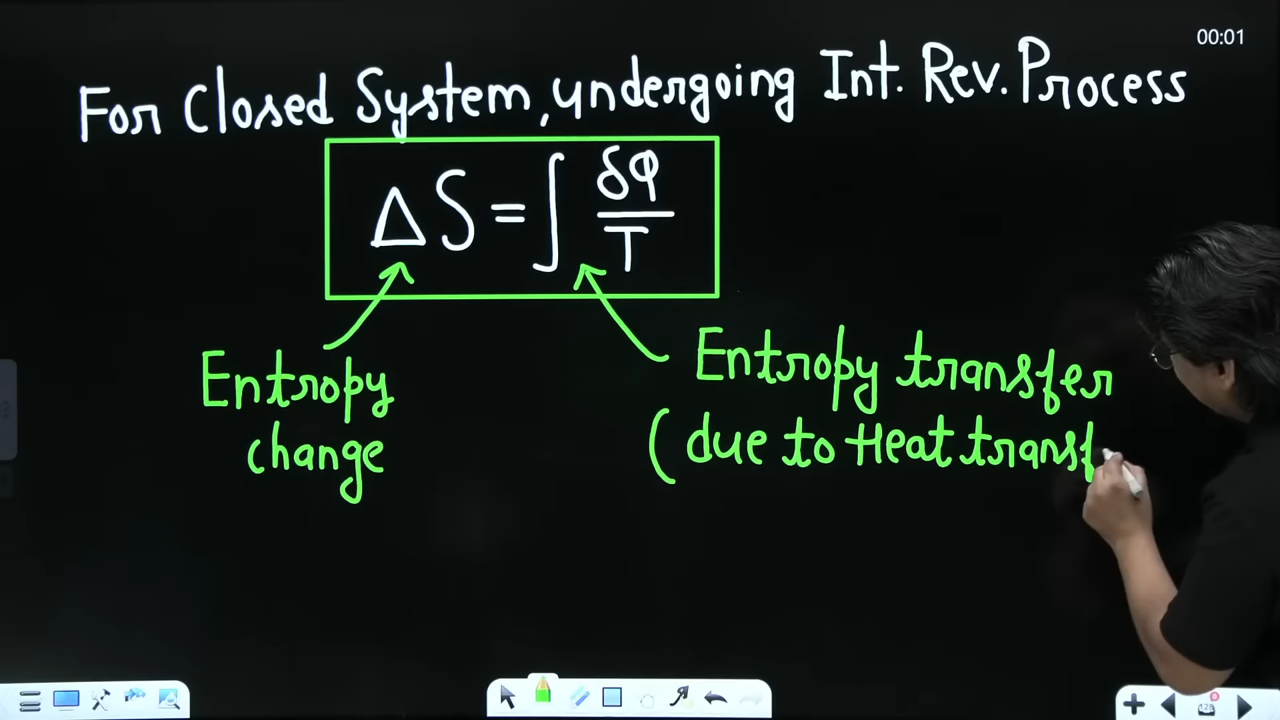 00:01
For Closed System, undergoing Int. Rev. Process
ΔS = ∫ δQ/T
Entropy change
Entropy transfer
(due to Heat transf
128